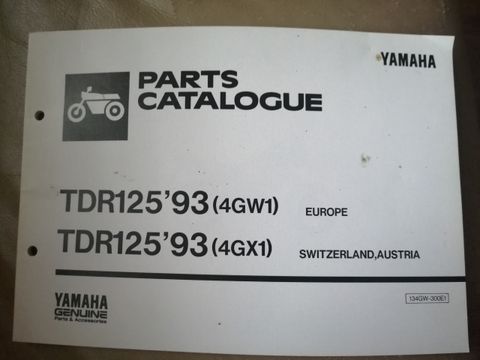 YAMAHA
PARTS
CATALOGUE
TDR125'93 (4GW1) EUROPE
TDR125'93 (4GX1) SWITZERLAND,AUSTRIA
YAMAHA
GENUINE
Parts & Accessories
134GW-300E1